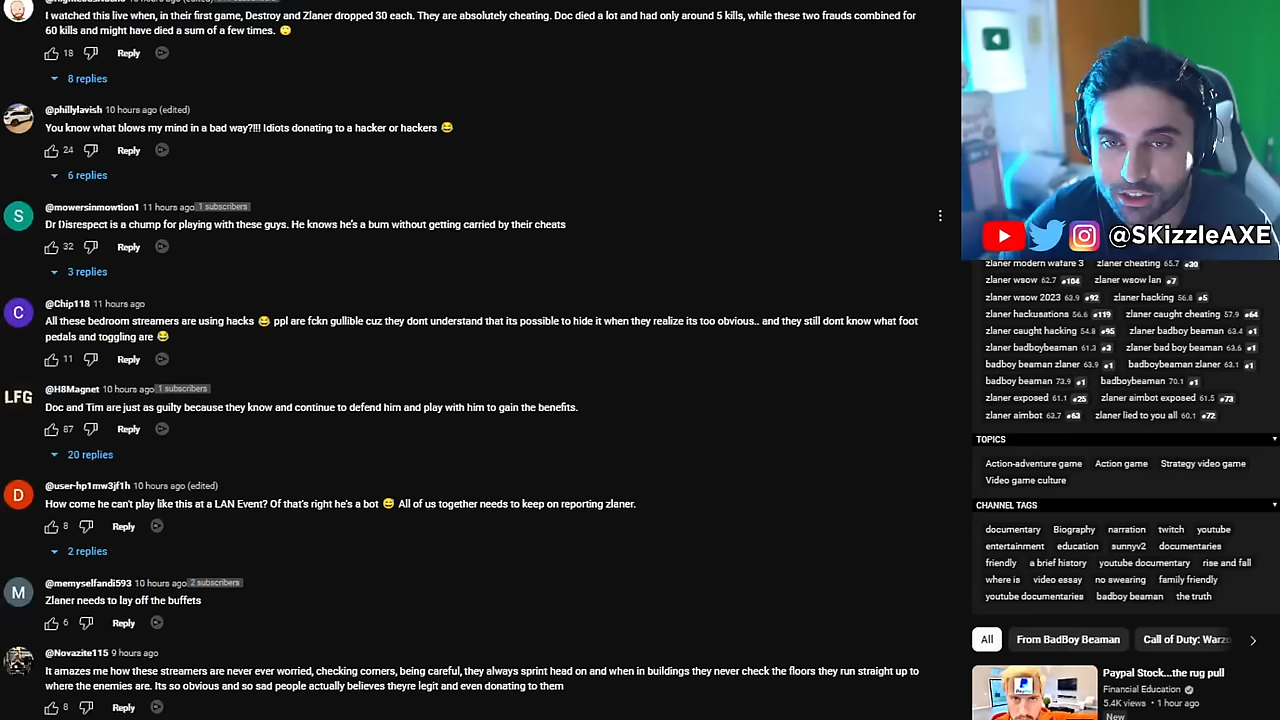 I watched this live when, in their first game, Destroy and Zlaner dropped 30 each. They are absolutely cheating. Doc died a lot and had only around 5 kills, while these two frauds combined for
60 kills and might have died a sum of a few times. 🙄
18 Reply
8 replies
@phillylavish 10 hours ago (edited)
You know what blows my mind in a bad way?!!! Idiots donating to a hacker or hackers 😂
24 Reply
6 replies
S
@mowersinmowtion1 11 hours ago 1 subscribers
Dr Disrespect is a chump for playing with these guys. He knows he's a bum without getting carried by their cheats
32 Reply
3 replies
C
@Chip118 11 hours ago
All these bedroom streamers are using hacks 😂 ppl are fckn gullible cuz they dont understand that its possible to hide it when they realize its too obvious.. and they still dont know what foot
pedals and toggling are 😂
11 Reply
LFG
@H8Magnet 10 hours ago 1 subscribers
Doc and Tim are just as guilty because they know and continue to defend him and play with him to gain the benefits.
87 Reply
20 replies
D
@user-hp1mw3jf1h 10 hours ago (edited)
How come he can't play like this at a LAN Event? Of that's right he's a bot 😅 All of us together needs to keep on reporting zlaner.
8 Reply
2 replies
M
@memyselfandi593 10 hours ago 2 subscribers
Zlaner needs to lay off the buffets
6 Reply
@Novazite115 9 hours ago
It amazes me how these streamers are never ever worried, checking corners, being careful, they always sprint head on and when in buildings they never check the floors they run straight up to
where the enemies are. Its so obvious and so sad people actually believes theyre legit and even donating to them
8 Reply
@SKizzleAXE
zlaner modern wafare 3 zlaner cheating 65.7 #30
zlaner wsow 62.7 #104 zlaner wsow lan #7
zlaner wsow 2023 63.9 #92 zlaner hacking 56.8 #5
zlaner hackusations 56.6 #119 zlaner caught cheating 57.9 #64
zlaner caught hacking 54.8 #95 zlaner badboy beaman 63.4 #1
zlaner badboybeaman 61.3 #3 zlaner bad boy beaman 63.6 #1
badboy beaman zlaner 63.9 #1 badboybeaman zlaner 63.1 #1
badboy beaman 73.9 #1 badboybeaman 70.1 #1
zlaner exposed 61.1 #25 zlaner aimbot exposed 61.5 #73
zlaner aimbot 63.7 #63 zlaner lied to you all 60.1 #72
TOPICS
Action-adventure game Action game Strategy video game
Video game culture
CHANNEL TAGS
documentary Biography narration twitch youtube
entertainment education sunnyv2 documentaries
friendly a brief history youtube documentary rise and fall
where is video essay no swearing family friendly
youtube documentaries badboy beaman the truth
All From BadBoy Beaman Call of Duty: Warzo
Paypal Stock...the rug pull
Financial Education
5.4K views • 1 hour ago
New